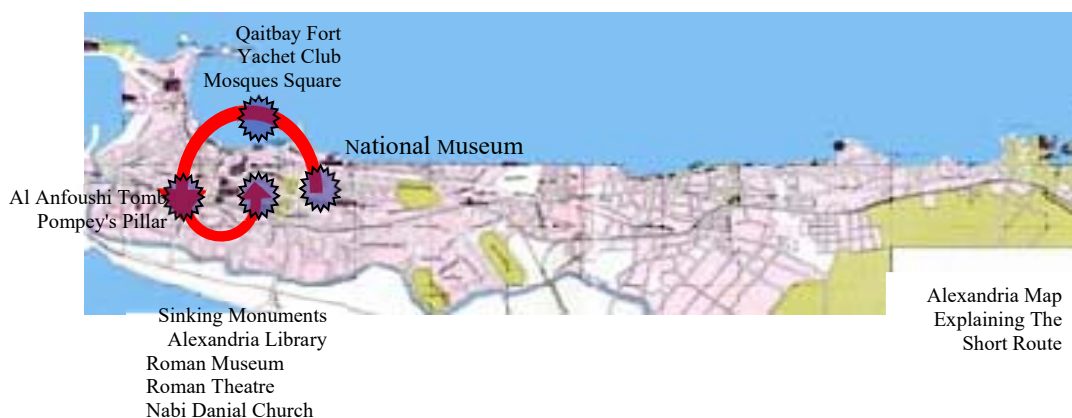 Qaitbay Fort
Yachet Club
Mosques Square
National Museum
Al Anfoushi Tomb
Pompey's Pillar
Sinking Monuments
Alexandria Library
Roman Museum
Roman Theatre
Nabi Danial Church
Alexandria Map
Explaining The
Short Route